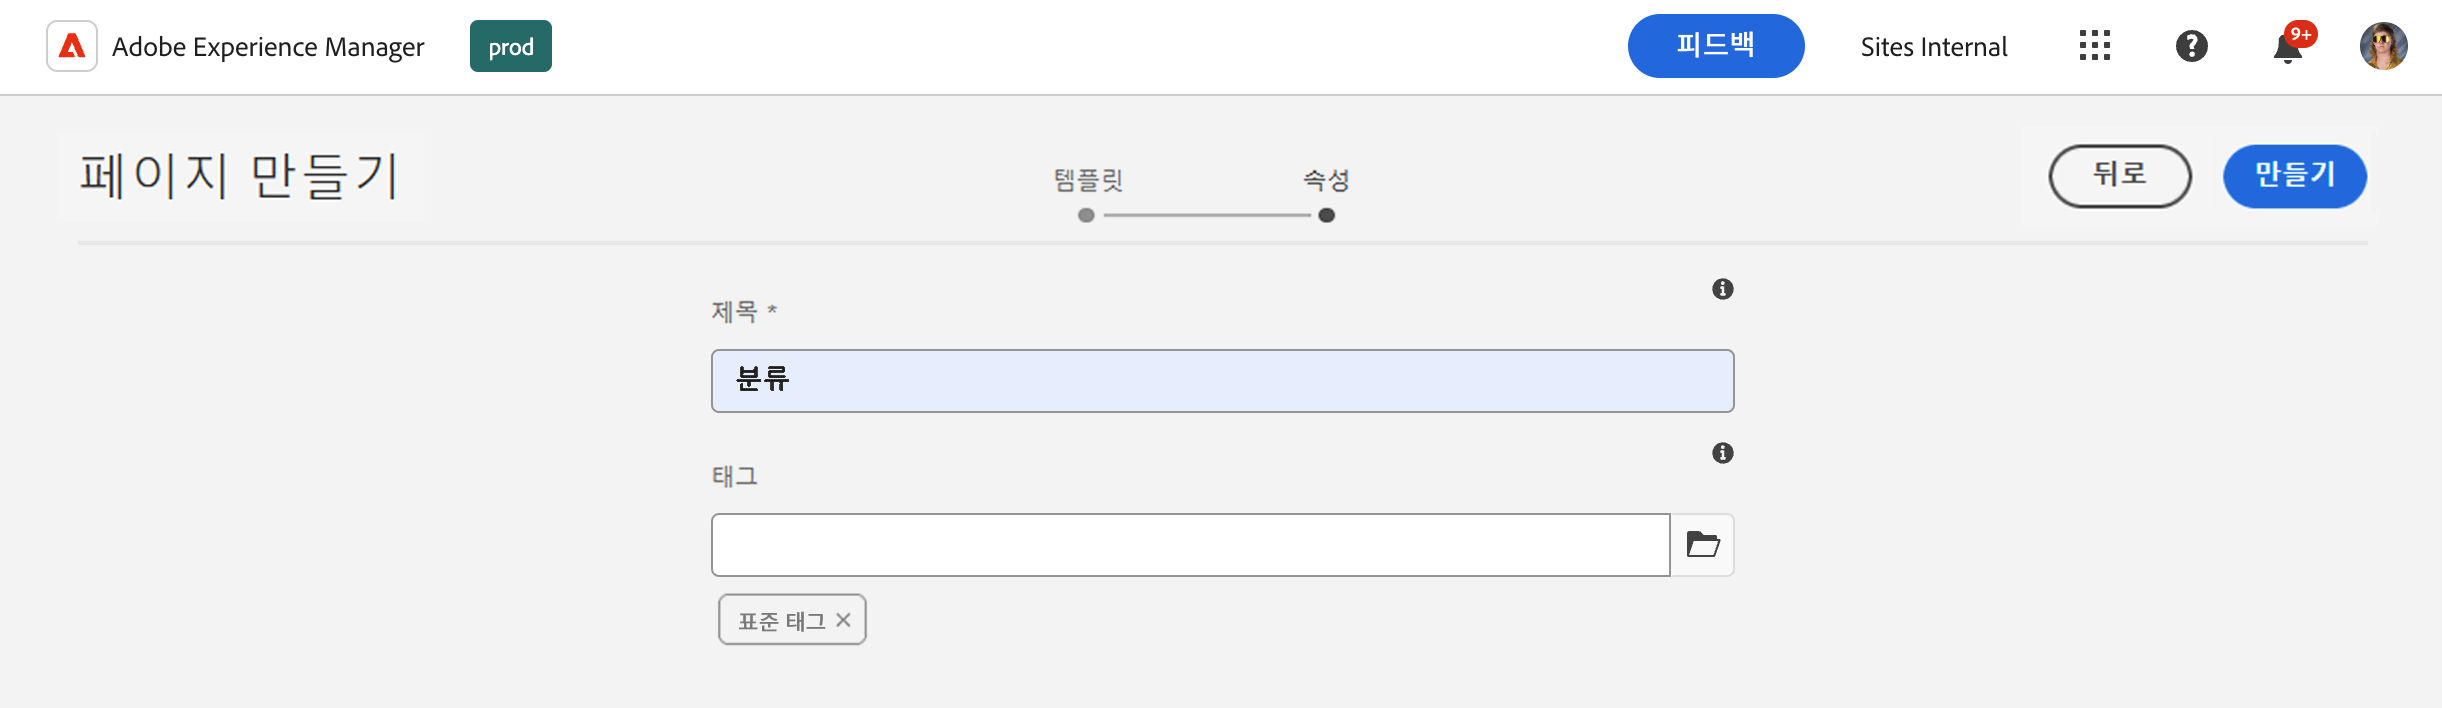 Adobe Experience Manager prod 피드백 Sites Internal 9+
페이지 만들기 템플릿 속성 뒤로 만들기
제목 *
분류
태그
표준 태그